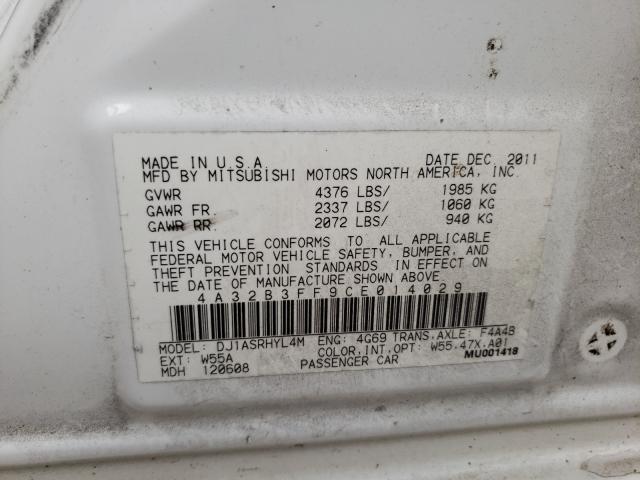 MADE IN U.S.A DATE DEC. 2011
MFD BY MITSUBISHI MOTORS NORTH AMERICA, INC.
GVWR 4376 LBS/ 1985 KG
GAWR FR 2337 LBS/ 1060 KG
GAWR RR 2072 LBS/ 940 KG
THIS VEHICLE CONFORMS TO ALL APPLICABLE
FEDERAL MOTOR VEHICLE SAFETY, BUMPER, AND
THEFT PREVENTION STANDARDS IN EFFECT ON
THE DATE OF MANUFACTURE SHOWN ABOVE
4A32B3FF9CE014029
MODEL: DJ1ASRHYL4M ENG: 4G69 TRANS.AXLE: F4A4B
EXT: W55A COLOR,INT,OPT: W55.47X.A01
MDH 120608 PASSENGER CAR MU001418